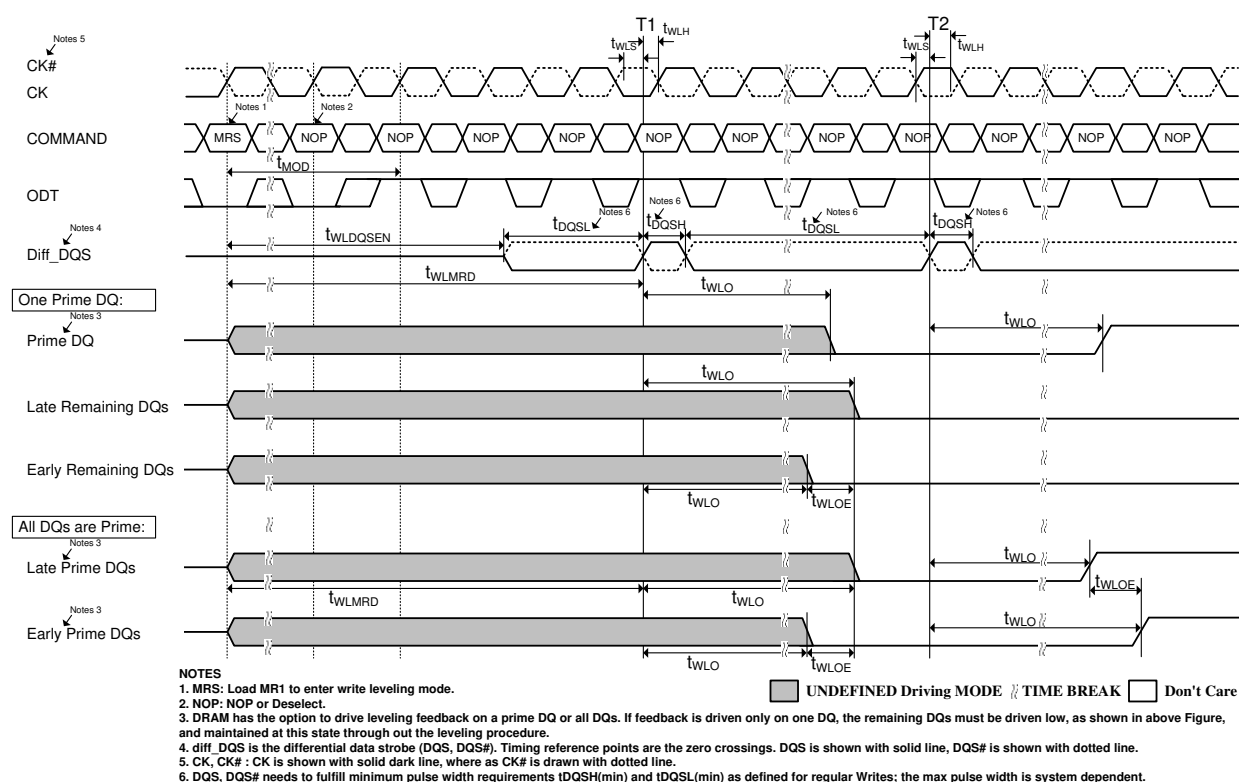 T1
T2
tWLS
tWLH
tWLS
tWLH
Notes 5
CK#
CK
Notes 1
Notes 2
COMMAND
MRS
NOP
NOP
NOP
NOP
NOP
NOP
NOP
NOP
NOP
NOP
NOP
tMOD
ODT
Notes 4
Diff_DQS
tWLDQSEN
tDQSL
Notes 6
tDQSH
Notes 6
tDQSL
Notes 6
tDQSH
Notes 6
tWLMRD
One Prime DQ:
tWLO
Notes 3
Prime DQ
tWLO
tWLO
Late Remaining DQs
Early Remaining DQs
tWLO
tWLOE
All DQs are Prime:
Notes 3
Late Prime DQs
tWLO
tWLMRD
tWLO
tWLOE
Notes 3
Early Prime DQs
tWLO
tWLO
tWLOE
NOTES
1. MRS: Load MR1 to enter write leveling mode.
2. NOP: NOP or Deselect.
UNDEFINED Driving MODE
TIME BREAK
Don't Care
3. DRAM has the option to drive leveling feedback on a prime DQ or all DQs. If feedback is driven only on one DQ, the remaining DQs must be driven low, as shown in above Figure,
and maintained at this state through out the leveling procedure.
4. diff_DQS is the differential data strobe (DQS, DQS#). Timing reference points are the zero crossings. DQS is shown with solid line, DQS# is shown with dotted line.
5. CK, CK# : CK is shown with solid dark line, where as CK# is drawn with dotted line.
6. DQS, DQS# needs to fulfill minimum pulse width requirements tDQSH(min) and tDQSL(min) as defined for regular Writes; the max pulse width is system dependent.